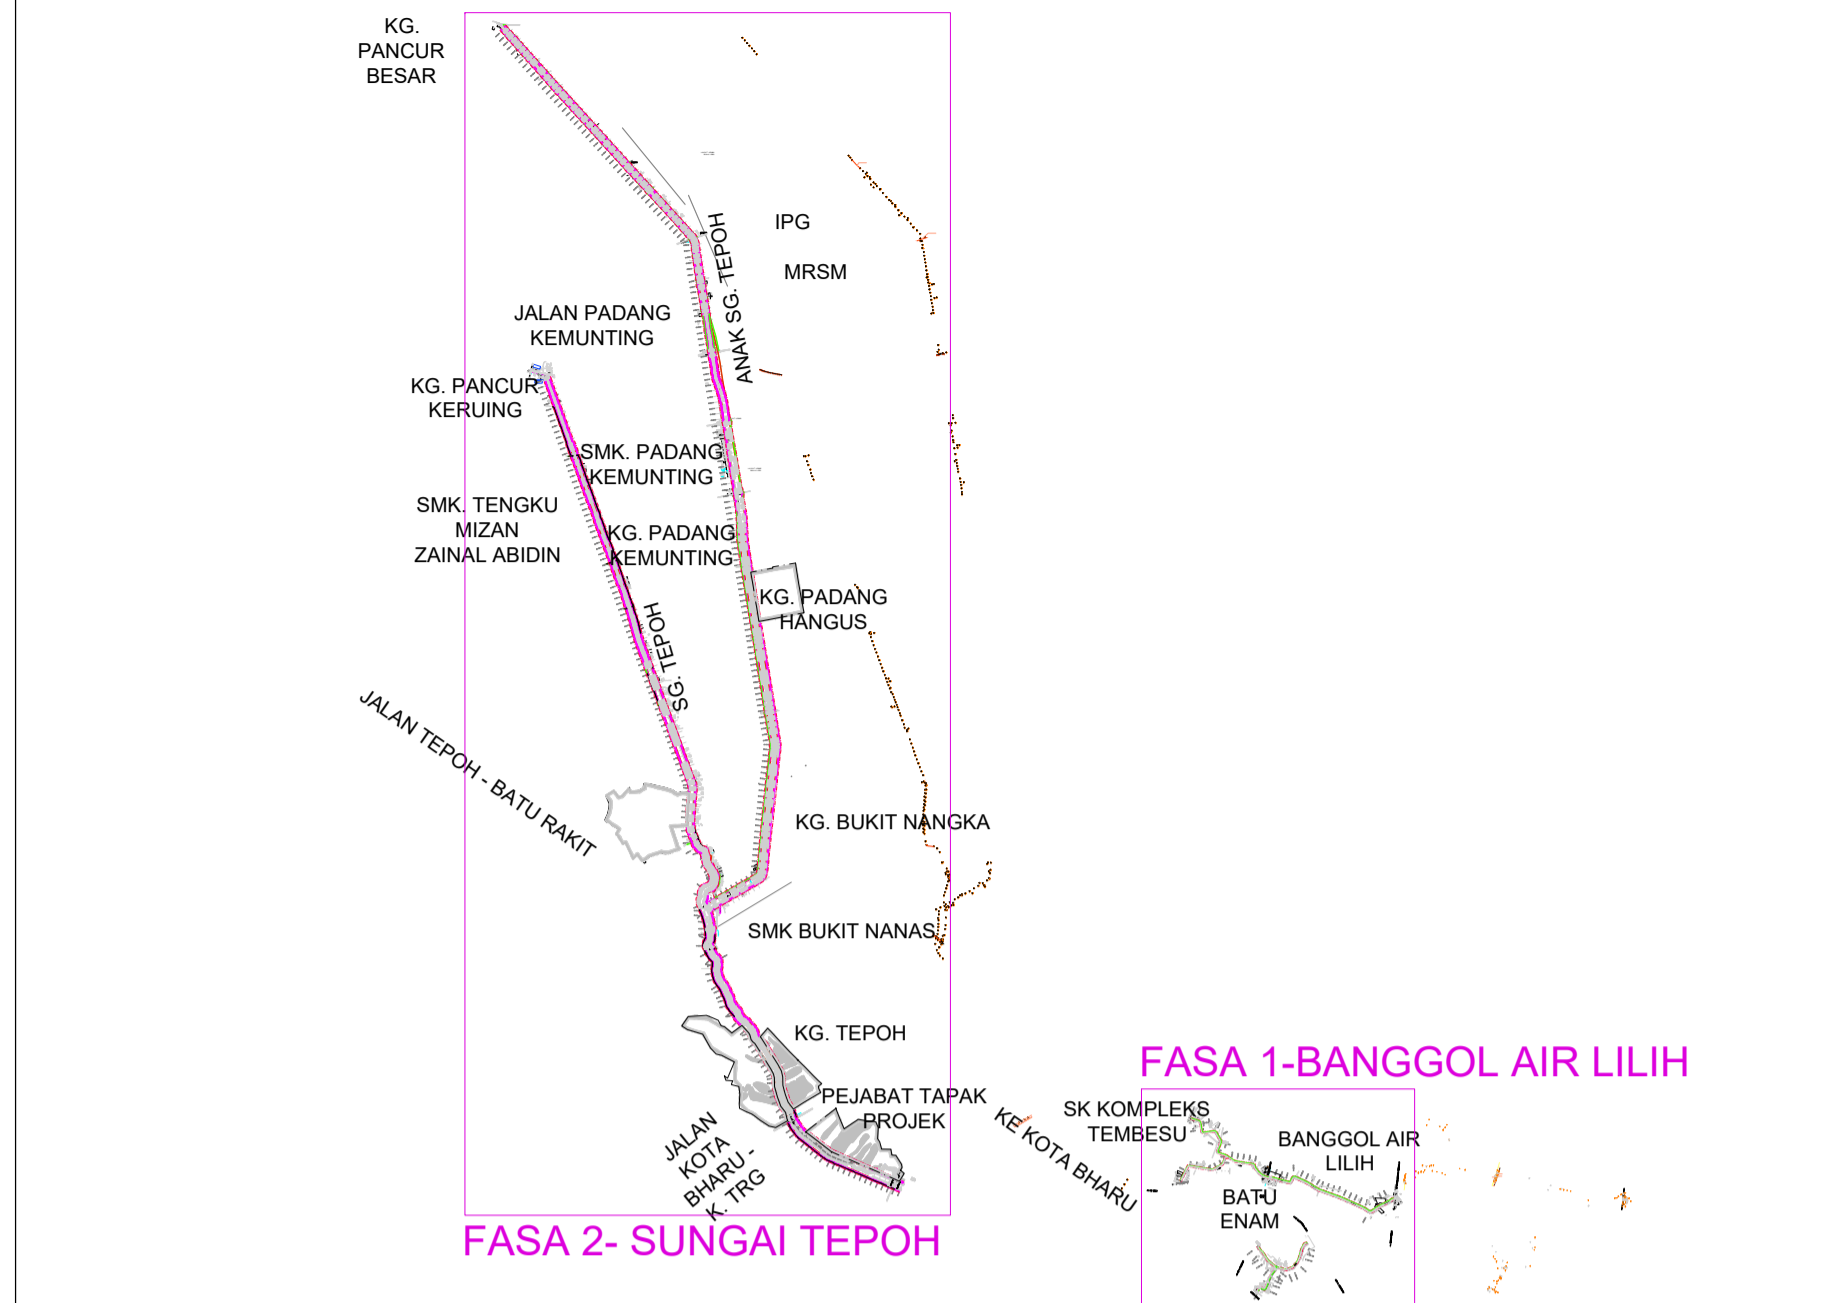 KG.
PANCUR
BESAR
IPG
MRSM
ANAK SG. TEPOH
JALAN PADANG
KEMUNTING
KG. PANCUR
KERUING
SMK. PADANG
KEMUNTING
SMK. TENGKU
MIZAN
ZAINAL ABIDIN
KG. PADANG
KEMUNTING
KG. PADANG
HANGUS
SG. TEPOH
JALAN TEPOH - BATU RAKIT
KG. BUKIT NANGKA
SMK BUKIT NANAS
KG. TEPOH
PEJABAT TAPAK
PROJEK
JALAN
KOTA
BHARU -
K. TRG
FASA 2- SUNGAI TEPOH
FASA 1-BANGGOL AIR LILIH
KE KOTA BHARU
SK KOMPLEKS
TEMBESU
BANGGOL AIR
LILIH
BATU
ENAM